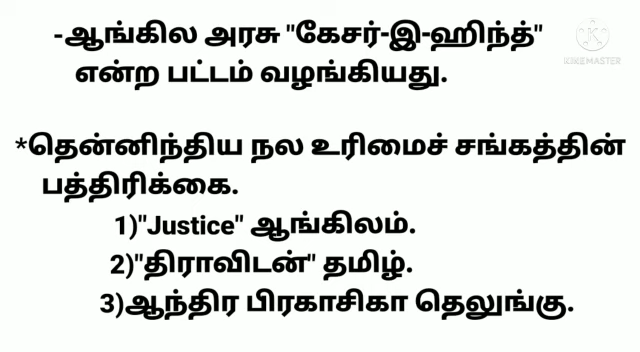 -ஆங்கில அரசு "கேசர்-இ-ஹிந்த்"
என்ற பட்டம் வழங்கியது.
*தென்னிந்திய நல உரிமைச் சங்கத்தின்
பத்திரிக்கை.
1)"Justice" ஆங்கிலம்.
2)"திராவிடன்" தமிழ்.
3)ஆந்திர பிரகாசிகா தெலுங்கு.
K
KINEMASTER